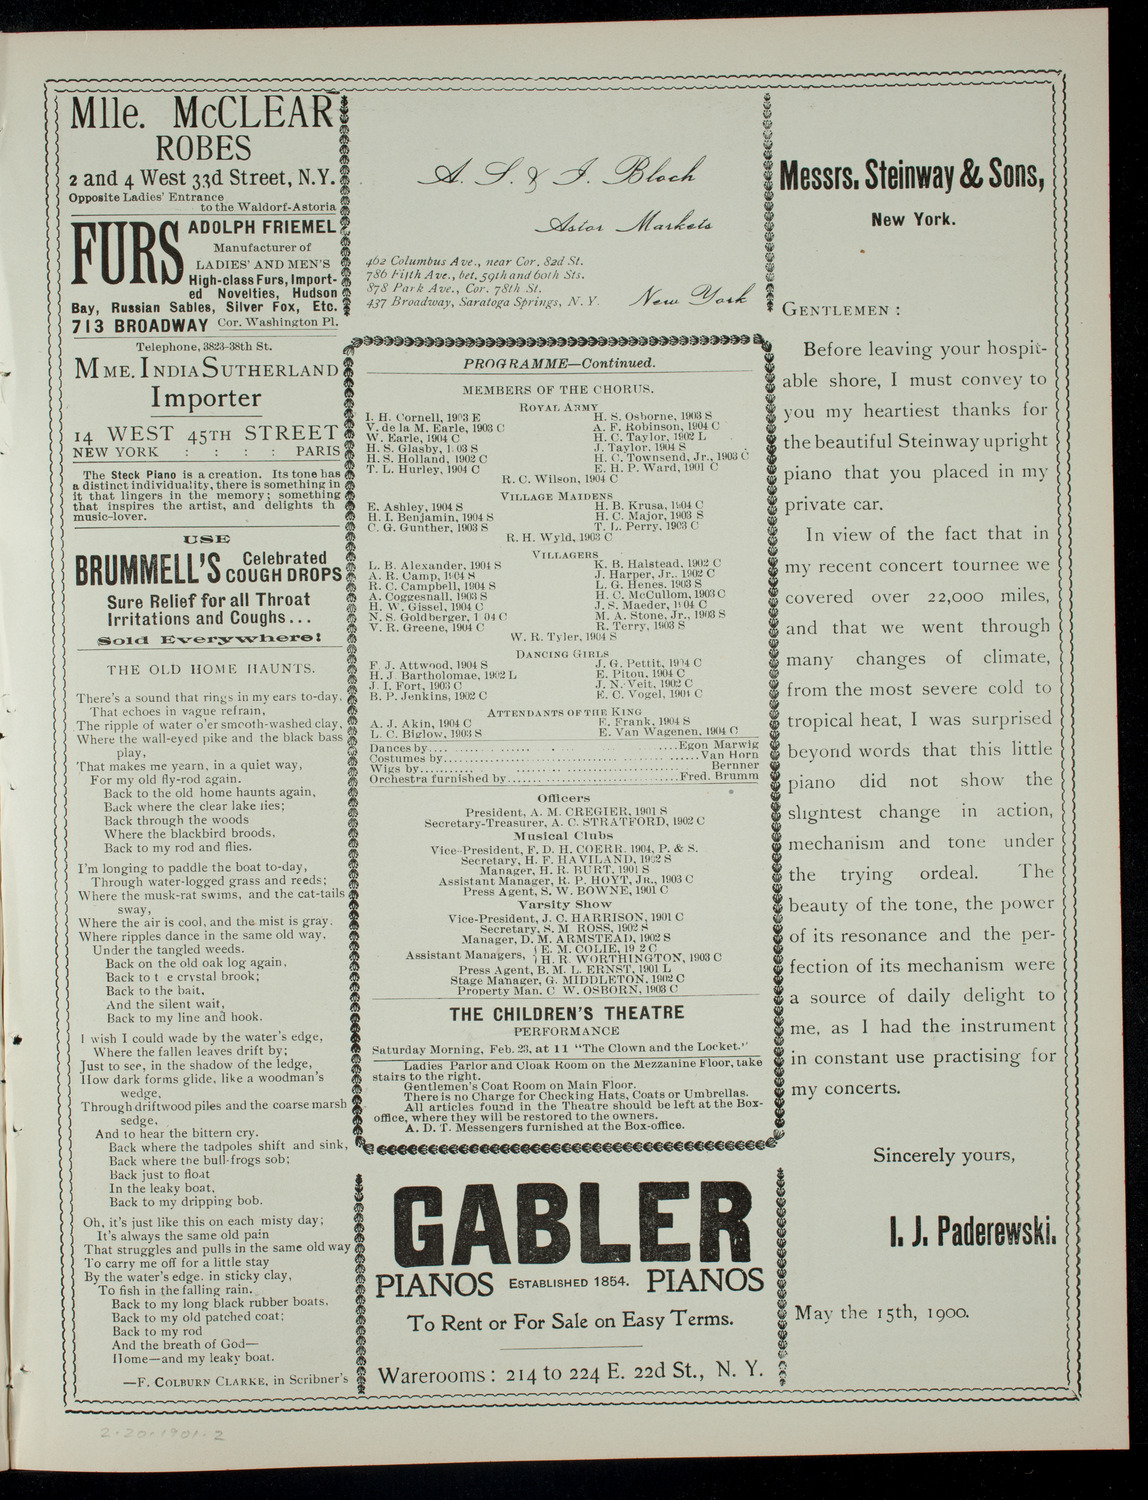 Mlle. McCLEAR
ROBES
2 and 4 West 33d Street, N.Y.
Opposite Ladies' Entrance
to the Waldorf-Astoria
FURS
ADOLPH FRIEMEL
Manufacturer of
LADIES' AND MEN'S
High-class Furs, Import-
ed Novelties, Hudson
Bay, Russian Sables, Silver Fox, Etc.
713 BROADWAY Cor. Washington Pl.
Telephone, 3823-38th St.
MME. INDIA SUTHERLAND
Importer
14 WEST 45TH STREET
NEW YORK : : : : PARIS
The Steck Piano is a creation. Its tone has
a distinct individuality, there is something in
it that lingers in the memory; something
that inspires the artist, and delights th
music-lover.
USE
BRUMMELL'S Celebrated
COUGH DROPS
Sure Relief for all Throat
Irritations and Coughs...
Sold Everywhere!
THE OLD HOME HAUNTS.
There's a sound that rings in my ears to-day,
That echoes in vague refrain,
The ripple of water o'er smooth-washed clay,
Where the wall-eyed pike and the black bass
play,
That makes me yearn, in a quiet way,
For my old fly-rod again.
Back to the old home haunts again,
Back where the clear lake lies;
Back through the woods
Where the blackbird broods,
Back to my rod and flies.
I'm longing to paddle the boat to-day,
Through water-logged grass and reeds;
Where the musk-rat swims, and the cat-tails
sway,
Where the air is cool, and the mist is gray.
Where ripples dance in the same old way,
Under the tangled weeds.
Back on the old oak log again,
Back to t e crystal brook;
Back to the bait,
And the silent wait,
Back to my line and hook.
I wish I could wade by the water's edge,
Where the fallen leaves drift by;
Just to see, in the shadow of the ledge,
How dark forms glide, like a woodman's
wedge,
Through driftwood piles and the coarse marsh
sedge,
And to hear the bittern cry.
Back where the tadpoles shift and sink,
Back where the bull-frogs sob;
Back just to float
In the leaky boat,
Back to my dripping bob.
Oh, it's just like this on each misty day;
It's always the same old pain
That struggles and pulls in the same old way
To carry me off for a little stay
By the water's edge. in sticky clay,
To fish in the falling rain.
Back to my long black rubber boats,
Back to my old patched coat;
Back to my rod
And the breath of God—
Home—and my leaky boat.
—F. COLBURN CLARKE, in Scribner's
A. S. & I. Bloch
Astor Markets
462 Columbus Ave., near Cor. 82d St.
786 Fifth Ave., bet. 59th and 60th Sts.
878 Park Ave., Cor. 78th St.
437 Broadway, Saratoga Springs, N. Y.
New York
PROGRAMME—Continued.
MEMBERS OF THE CHORUS.
ROYAL ARMY
I. H. Cornell, 1903 E
H. S. Osborne, 1903 S
V. de la M. Earle, 1903 C
A. F. Robinson, 1904 C
W. Earle, 1904 C
H. C. Taylor, 1902 L
H. S. Glasby, 1 03 S
J. Taylor, 1904 S
H. S. Holland, 1902 C
H. C. Townsend, Jr., 1903 C
T. L. Hurley, 1904 C
E. H. P. Ward, 1901 C
R. C. Wilson, 1904 C
VILLAGE MAIDENS
E. Ashley, 1904 S
H. B. Krusa, 1904 C
H. I. Benjamin, 1904 S
H. C. Major, 1903 S
C. G. Gunther, 1903 S
T. L. Perry, 1903 C
R. H. Wyld, 1903 C
VILLAGERS
L. B. Alexander, 1904 S
K. B. Halstead, 1902 C
A. R. Camp, 1904 S
J. Harper, Jr., 1902 C
R. C. Campbell, 1904 S
L. G. Henes, 1903 S
A. Coggesnall, 1903 S
H. C. McCollom, 1903 C
H. W. Gissel, 1904 C
J. S. Maeder, 1904 C
N. S. Goldberger, 1 04 C
M. A. Stone, Jr., 1903 S
V. R. Greene, 1904 C
R. Terry, 1903 S
W. R. Tyler, 1904 S
DANCING GIRLS
F. J. Attwood, 1904 S
J. G. Pettit, 1904 C
H. J. Bartholomae, 1902 L
E. Piton, 1904 C
J. I. Fort, 1903 C
J. N. Veit, 1902 C
B. P. Jenkins, 1902 C
E. C. Vogel, 1904 C
ATTENDANTS OF THE KING
A. J. Akin, 1904 C
E. Frank, 1904 S
L. C. Biglow, 1903 S
E. Van Wagenen, 1904 C
Dances by....Egon Marwig
Costumes by....Van Horn
Wigs by....Bernner
Orchestra furnished by....Fred. Brumm
Officers
President, A. M. CREGIER, 1901 S
Secretary-Treasurer, A. C. STRATFORD, 1902 C
Musical Clubs
Vice-President, F. D. H. COERR, 1904, P. & S.
Secretary, H. F. HAVILAND, 1902 S
Manager, H. R. BURT, 1901 S
Assistant Manager, R. P. HOYT, JR., 1903 C
Press Agent, S. W. BOWNE, 1901 C
Varsity Show
Vice-President, J. C. HARRISON, 1901 C
Secretary, S. M ROSS, 1902 S
Manager, D. M. ARMSTEAD, 1902 S
Assistant Managers, } E. M. COLIE, 19 2 C
} H. R. WORTHINGTON, 1903 C
Press Agent, B. M. L. ERNST, 1901 L
Stage Manager, G. MIDDLETON, 1902 C
Property Man, C W. OSBORN, 1903 C
THE CHILDREN'S THEATRE
PERFORMANCE
Saturday Morning, Feb. 23, at 11 "The Clown and the Locket."
Ladies Parlor and Cloak Room on the Mezzanine Floor, take
stairs to the right.
Gentlemen's Coat Room on Main Floor.
There is no Charge for Checking Hats, Coats or Umbrellas.
All articles found in the Theatre should be left at the Box-
office, where they will be restored to the owners.
A. D. T. Messengers furnished at the Box-office.
GABLER
PIANOS ESTABLISHED 1854. PIANOS
To Rent or For Sale on Easy Terms.
Warerooms: 214 to 224 E. 22d St., N. Y.
Messrs. Steinway & Sons,
New York.
GENTLEMEN :
Before leaving your hospit-
able shore, I must convey to
you my heartiest thanks for
the beautiful Steinway upright
piano that you placed in my
private car.
In view of the fact that in
my recent concert tournee we
covered over 22,000 miles,
and that we went through
many changes of climate,
from the most severe cold to
tropical heat, I was surprised
beyond words that this little
piano did not show the
slightest change in action,
mechanism and tone under
the trying ordeal. The
beauty of the tone, the power
of its resonance and the per-
fection of its mechanism were
a source of daily delight to
me, as I had the instrument
in constant use practising for
my concerts.
Sincerely yours,
I. J. Paderewski.
May the 15th, 1900.
2-20-1901-2